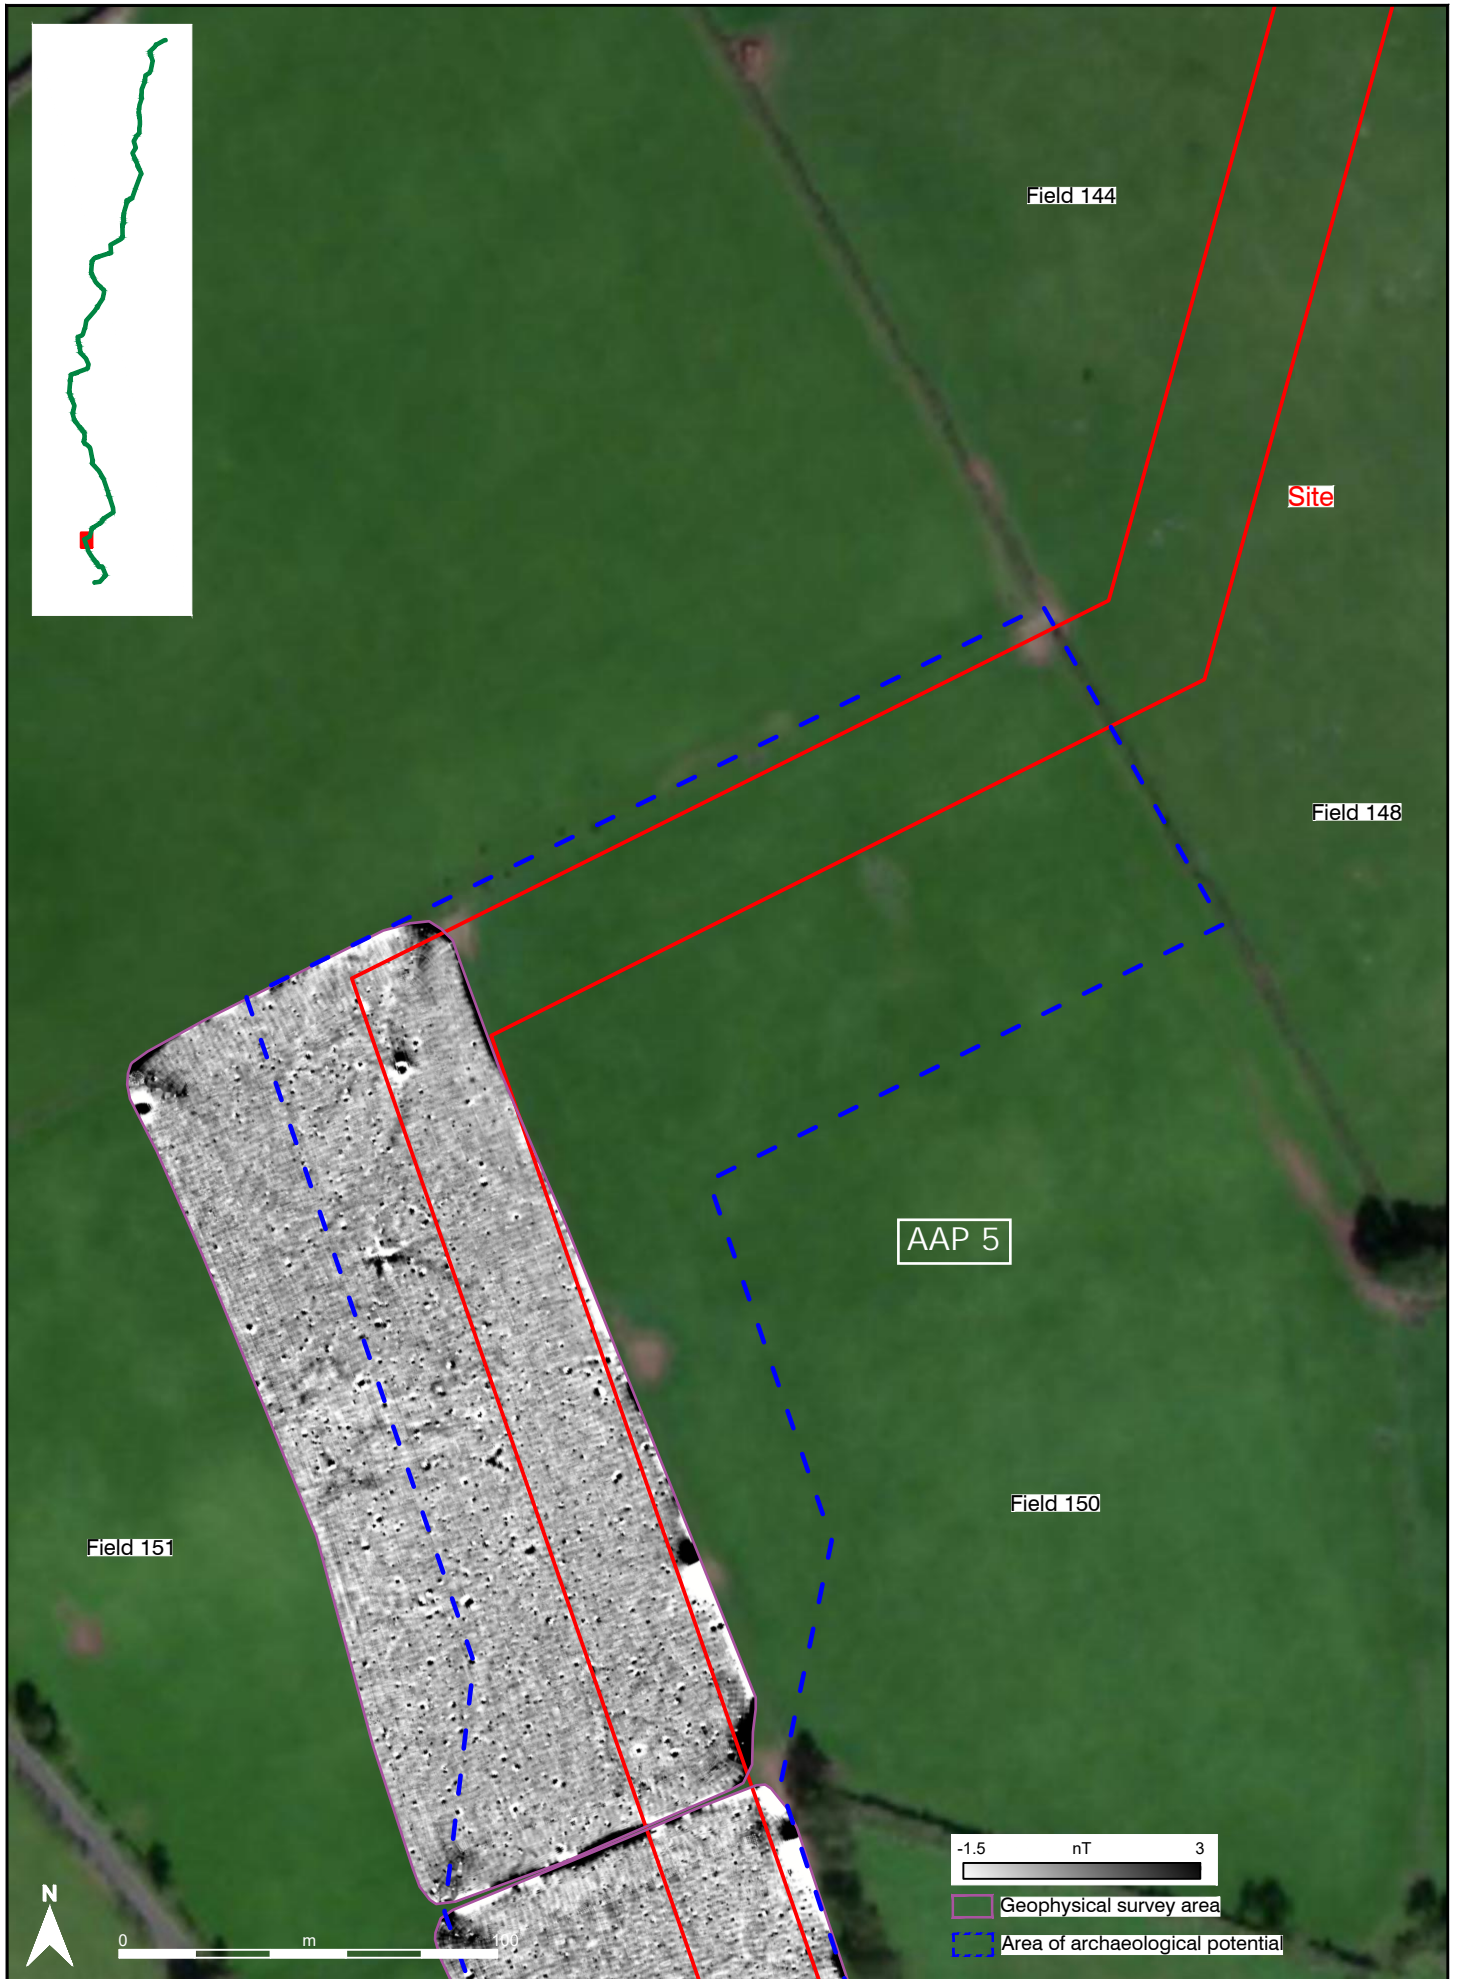 Field 144
Site
Field 148
AAP 5
Field 150
Field 151
-1.5 nT 3
Geophysical survey area
Area of archaeological potential
N
0 m 100